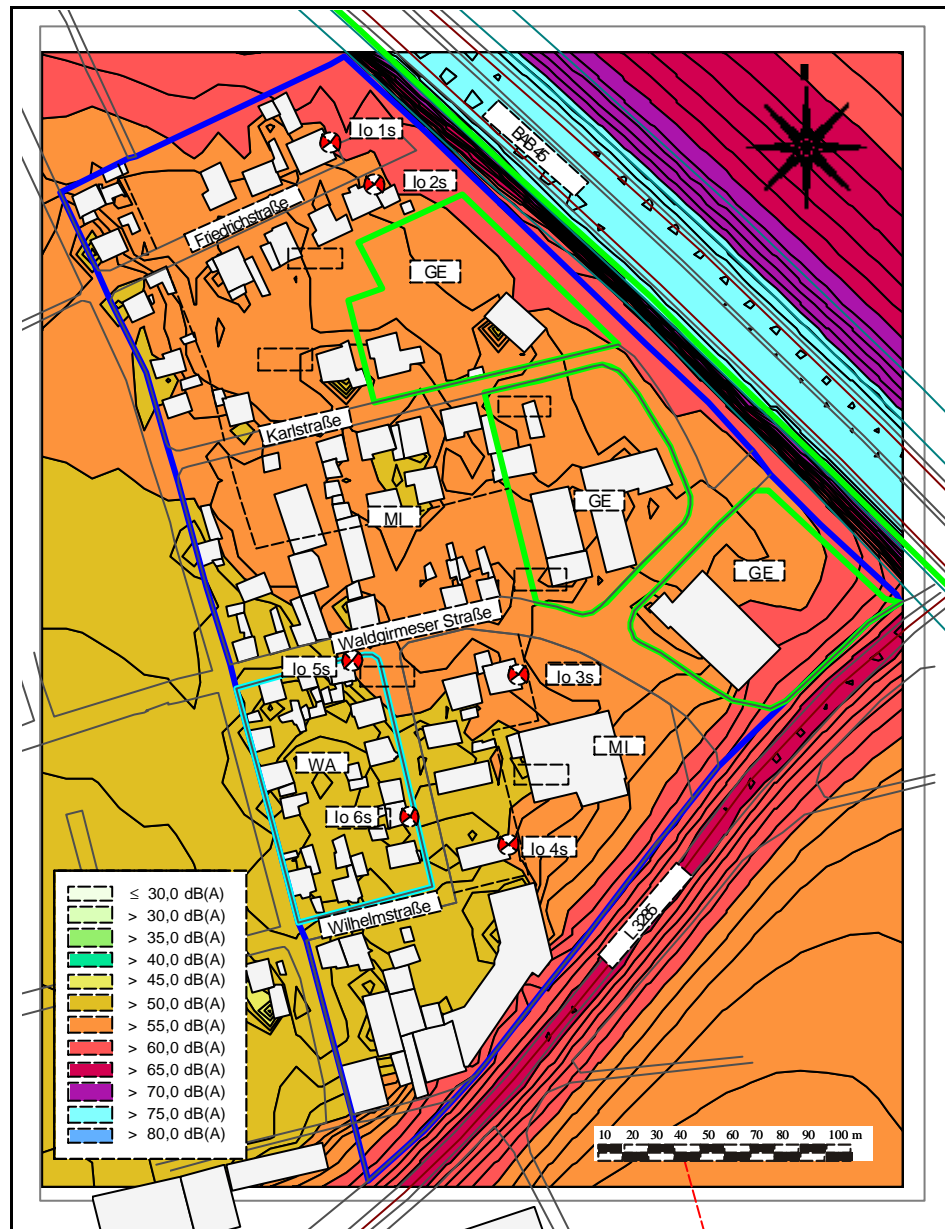 Io 1s
BAB 45
Io 2s
Friedrichstraße
GE
Karlstraße
MI
GE
GE
Waldgirmeser Straße
Io 5s
Io 3s
MI
WA
Io 6s
Io 4s
Wilhelmstraße
L 3285
≤ 30,0 dB(A)
> 30,0 dB(A)
> 35,0 dB(A)
> 40,0 dB(A)
> 45,0 dB(A)
> 50,0 dB(A)
> 55,0 dB(A)
> 60,0 dB(A)
> 65,0 dB(A)
> 70,0 dB(A)
> 75,0 dB(A)
> 80,0 dB(A)
10 20 30 40 50 60 70 80 90 100 m